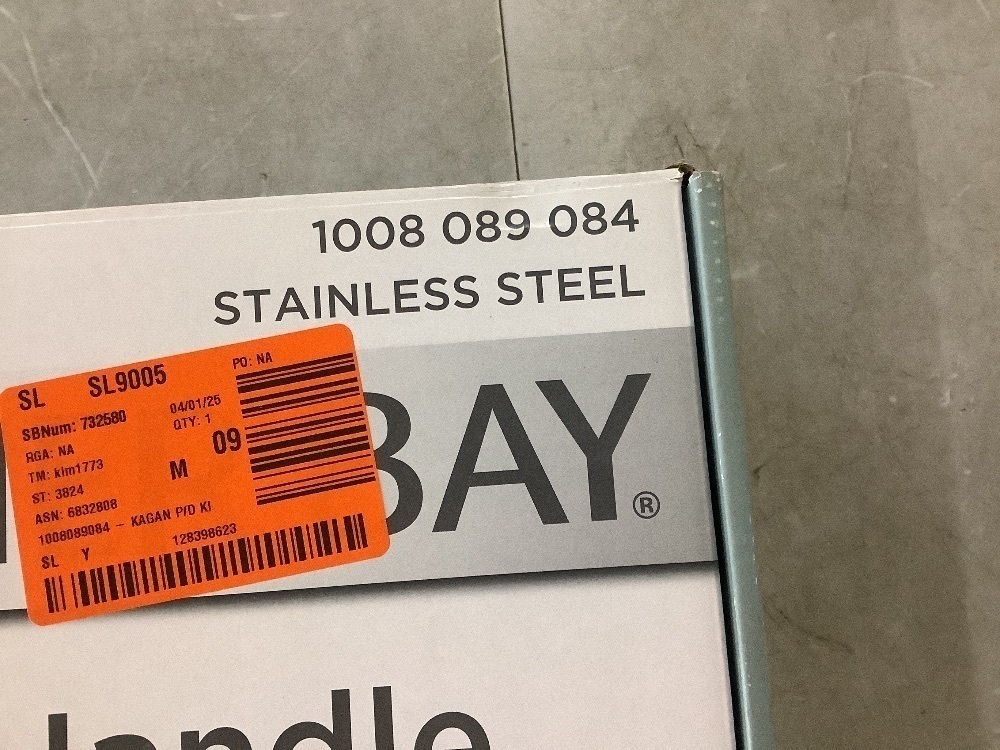 1008 089 084
STAINLESS STEEL
BAY®
SL SL9005
PO: NA
SBNum: 732580
04/01/25
RGA: NA
QTY: 1
TM: kim1773
M
09
ST: 3824
ASN: 6832808
1008089084 - KAGAN P/D KI
SL Y
128398623
andle